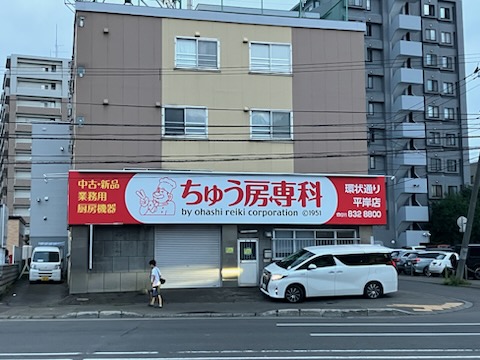 中古・新品
業務用
厨房機器
ちゅう房専科
by ohashi reiki corporation ©1951
環状通り
平岸店
832 8800